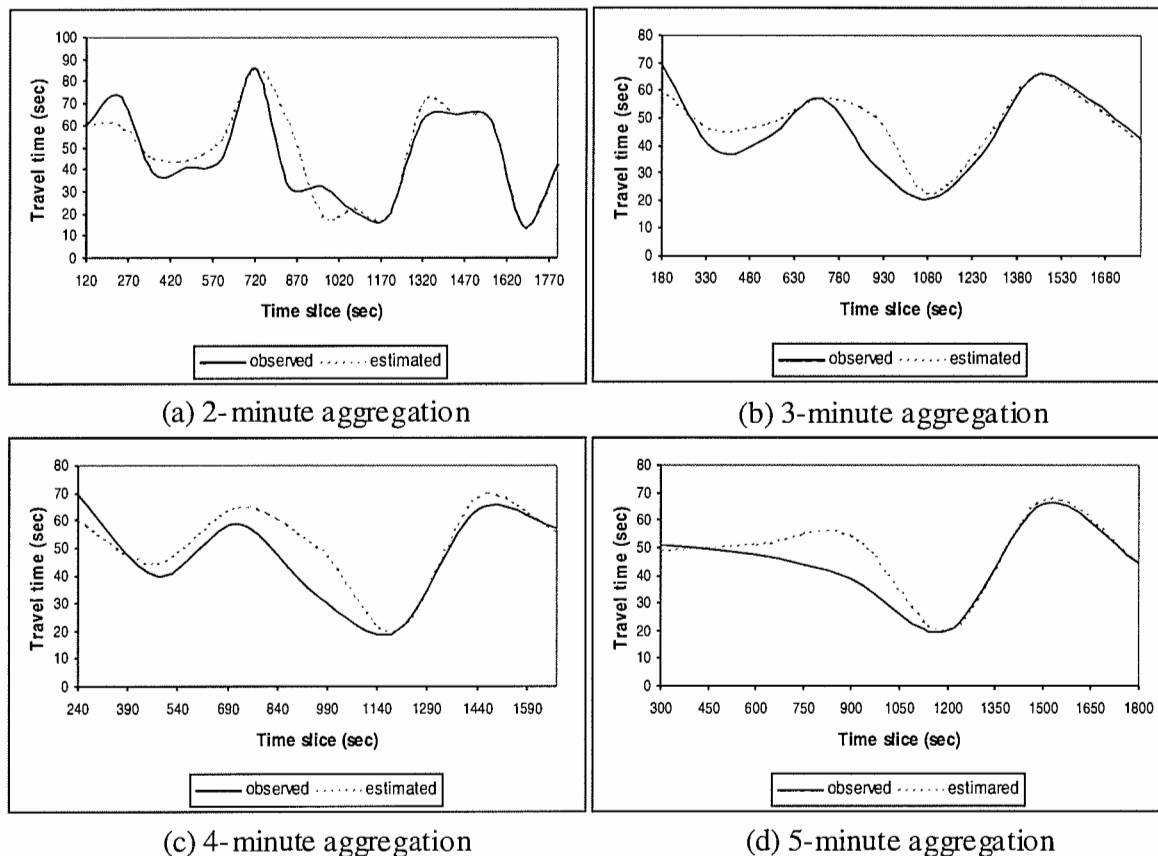 100
90
80
70
60
50
40
30
20
10
0
Travel time (sec)
120 270 420 570 720 870 1020 1170 1320 1470 1620 1770
Time slice (sec)
observed estimated
(a) 2-minute aggregation
80
70
60
50
40
30
20
10
0
Travel time (sec)
180 330 480 630 780 930 1080 1230 1380 1530 1680
Time slice (sec)
observed estimated
(b) 3-minute aggregation
80
70
60
50
40
30
20
10
0
Travel time (sec)
240 390 540 690 840 990 1140 1290 1440 1590
Time slice (sec)
observed estimated
(c) 4-minute aggregation
80
70
60
50
40
30
20
10
0
Travel time (sec)
300 450 600 750 900 1050 1200 1350 1500 1650 1800
Time slice (sec)
observed estimared
(d) 5-minute aggregation